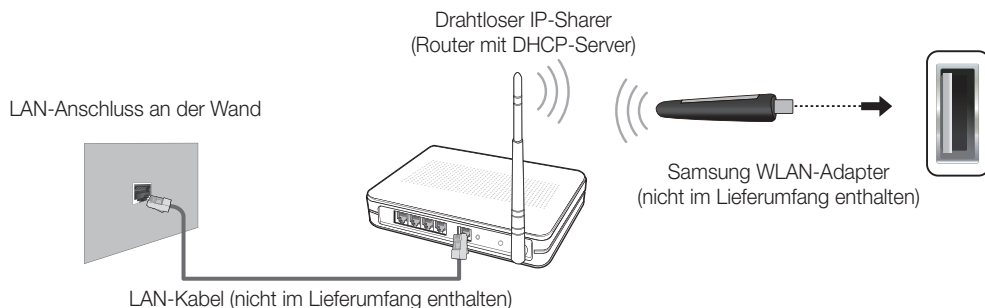 Drahtloser IP-Sharer
(Router mit DHCP-Server)
LAN-Anschluss an der Wand
Samsung WLAN-Adapter
(nicht im Lieferumfang enthalten)
LAN-Kabel (nicht im Lieferumfang enthalten)